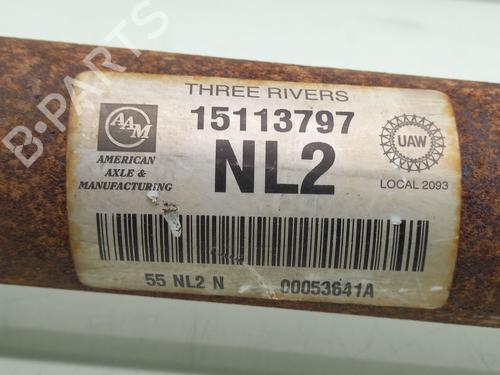 B-PARTS
THREE RIVERS
AAM
15113797
UAW
AMERICAN
AXLE &
MANUFACTURING
NL2
LOCAL 2093
55 NL2 N
00053641A